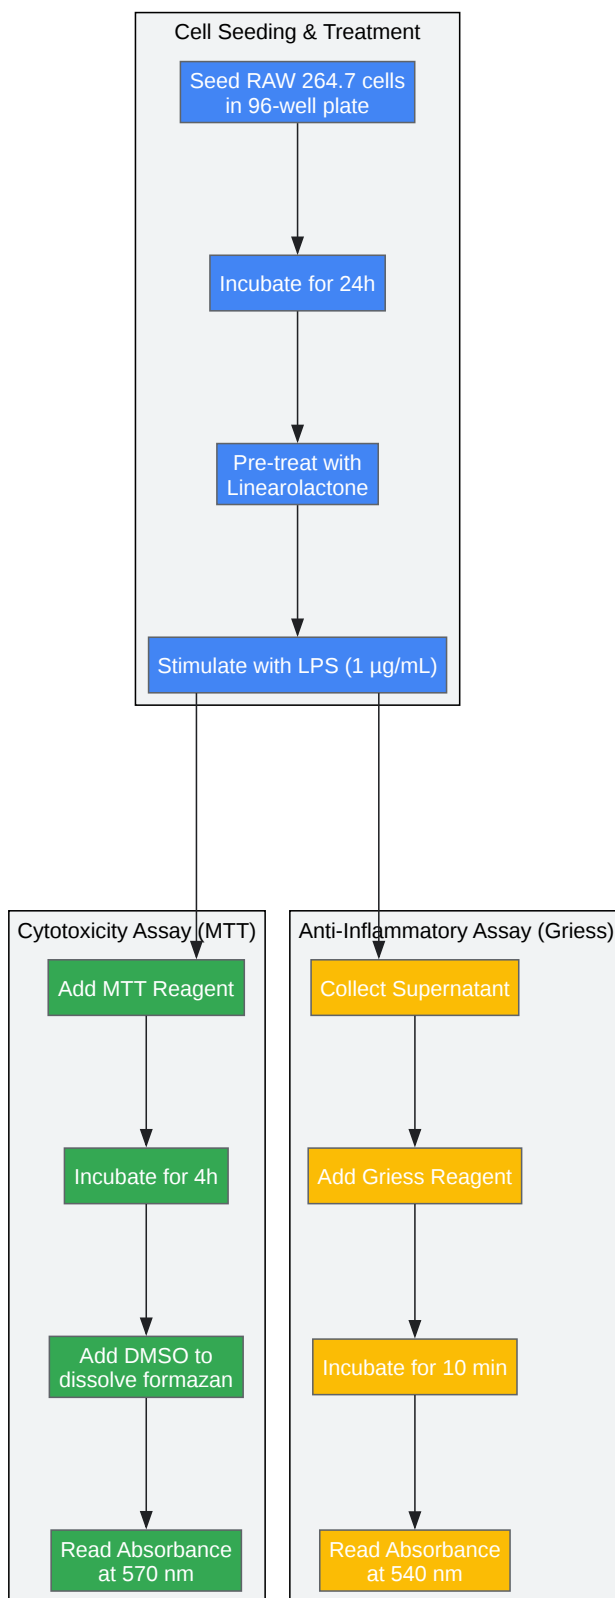 Cell Seeding & Treatment
Seed RAW 264.7 cells
in 96-well plate
Incubate for 24h
Pre-treat with
Linearolactone
Stimulate with LPS (1 µg/mL)
Cytotoxicity Assay (MTT)
Add MTT Reagent
Incubate for 4h
Add DMSO to
dissolve formazan
Read Absorbance
at 570 nm
Anti-Inflammatory Assay (Griess)
Collect Supernatant
Add Griess Reagent
Incubate for 10 min
Read Absorbance
at 540 nm